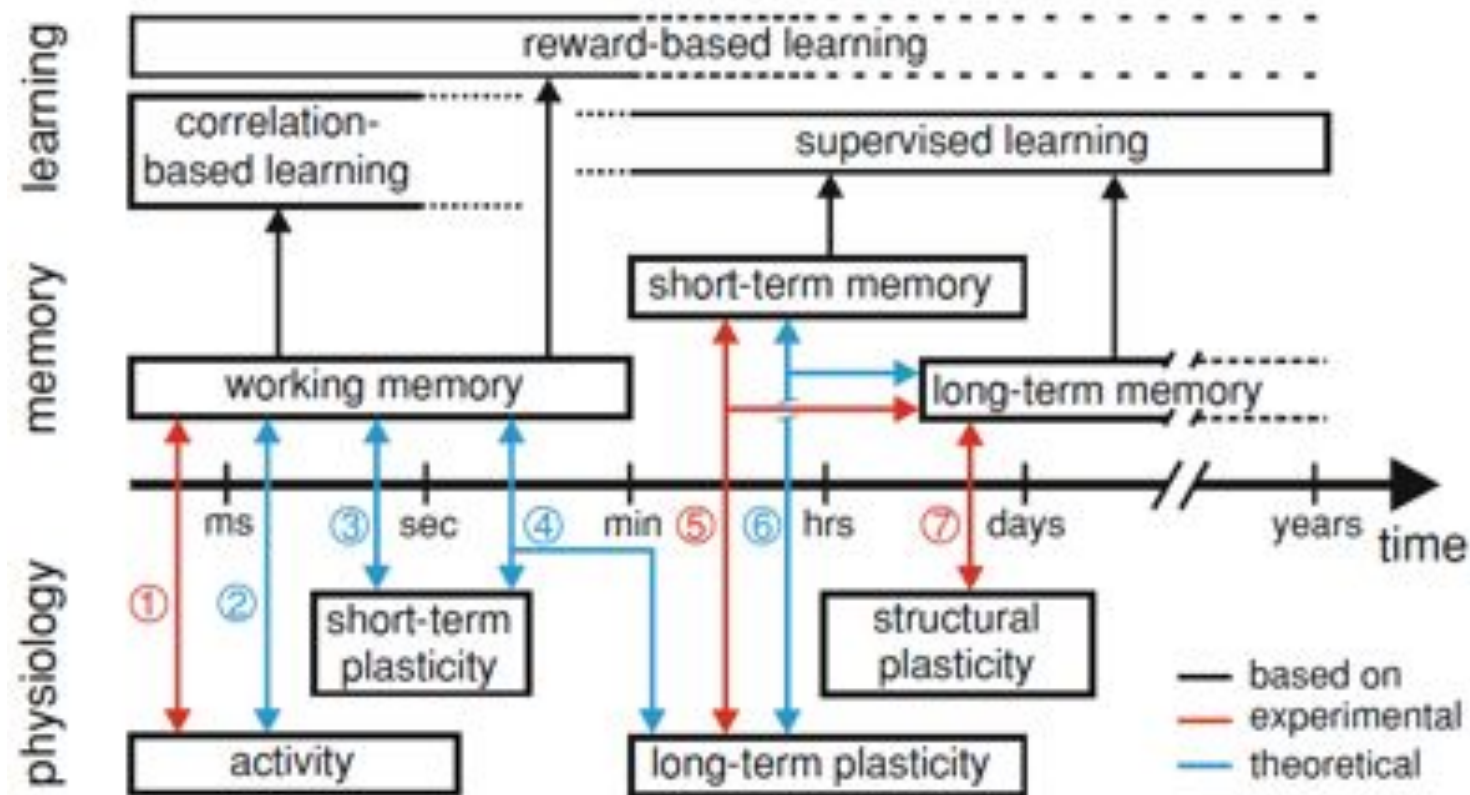 learning
reward-based learning
correlation-
based learning
supervised learning
memory
short-term memory
working memory
long-term memory
ms
③
sec
④
min
⑤
⑥
hrs
⑦
days
years
time
physiology
①
②
short-term
plasticity
structural
plasticity
activity
long-term plasticity
based on
experimental
theoretical